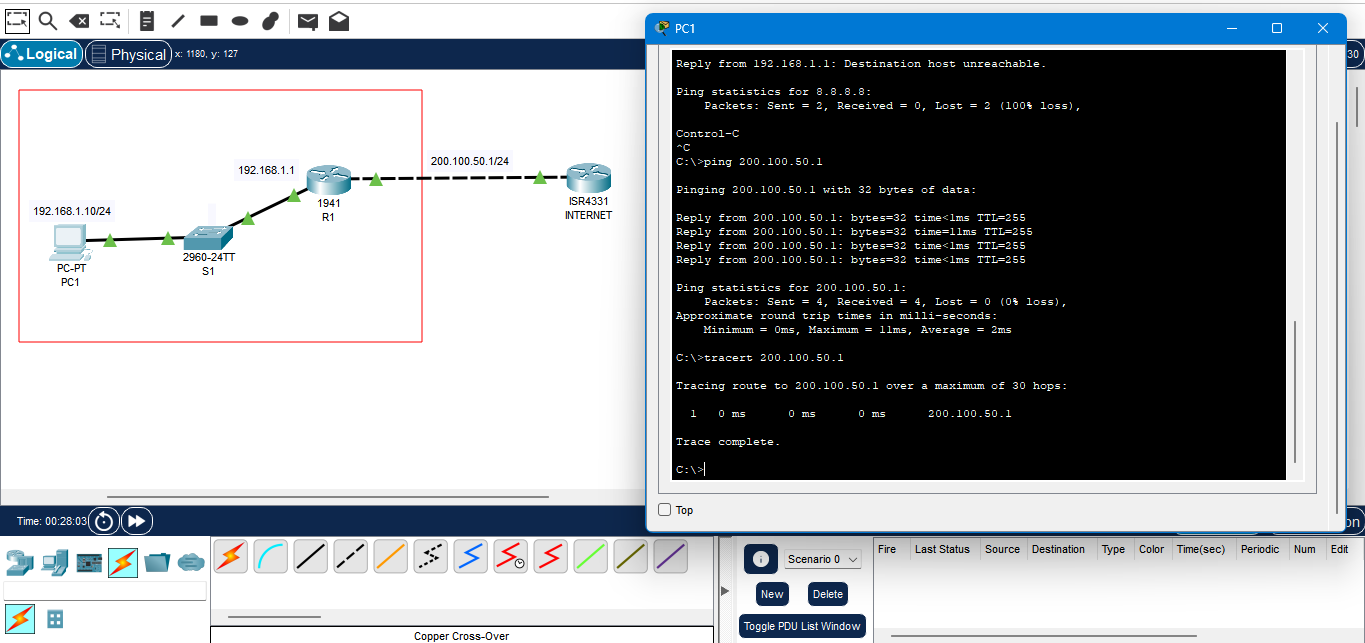 Logical
Physical
x: 1180, y: 127
192.168.1.1
200.100.50.1/24
1941
R1
ISR4331
INTERNET
192.168.1.10/24
2960-24TT
S1
PC-PT
PC1
PC1
Reply from 192.168.1.1: Destination host unreachable.
Ping statistics for 8.8.8.8:
Packets: Sent = 2, Received = 0, Lost = 2 (100% loss),
Control-C
^C
C:\>ping 200.100.50.1
Pinging 200.100.50.1 with 32 bytes of data:
Reply from 200.100.50.1: bytes=32 time<1ms TTL=255
Reply from 200.100.50.1: bytes=32 time=11ms TTL=255
Reply from 200.100.50.1: bytes=32 time<1ms TTL=255
Reply from 200.100.50.1: bytes=32 time<1ms TTL=255
Ping statistics for 200.100.50.1:
Packets: Sent = 4, Received = 4, Lost = 0 (0% loss),
Approximate round trip times in milli-seconds:
Minimum = 0ms, Maximum = 11ms, Average = 2ms
C:\>tracert 200.100.50.1
Tracing route to 200.100.50.1 over a maximum of 30 hops:
1 0 ms 0 ms 0 ms 200.100.50.1
Trace complete.
C:\>
Top
30
on
Time: 00:28:03
Scenario 0
New
Delete
Toggle PDU List Window
Fire Last Status Source Destination Type Color Time(sec) Periodic Num Edit
Copper Cross-Over